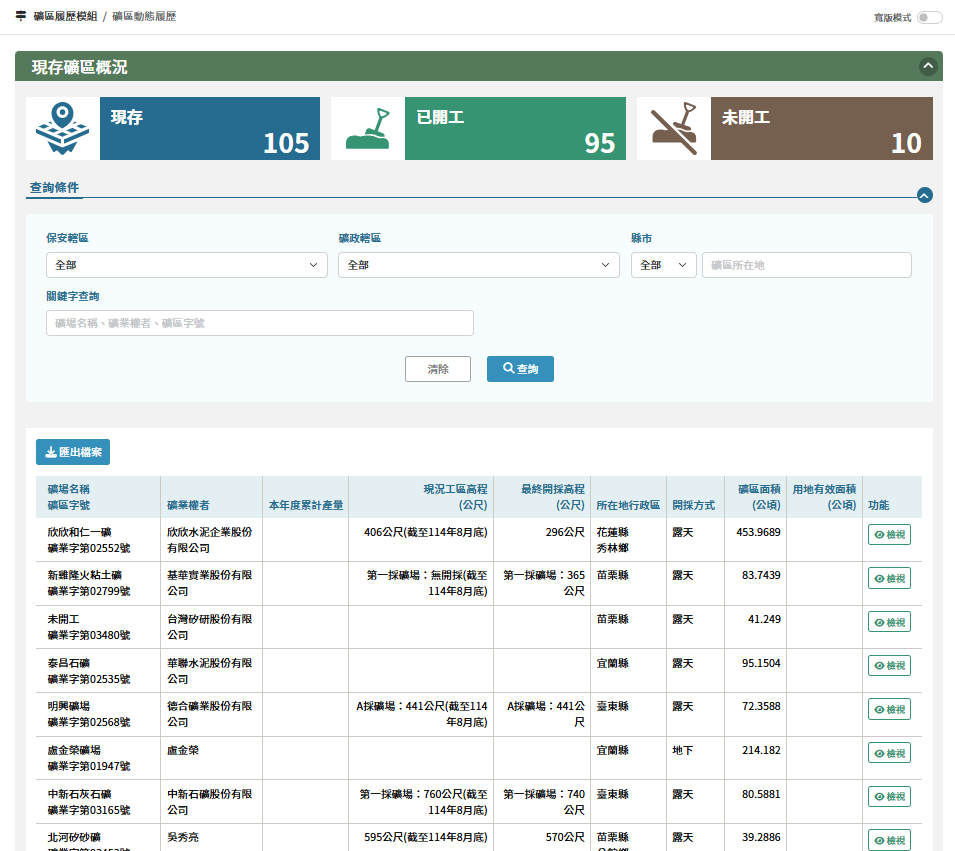 礦區履歷模組 / 礦區動態履歷
寬版模式
現存礦區概況
現存
105
已開工
95
未開工
10
查詢條件
保安轄區
礦政轄區
縣市
全部
全部
全部
礦區所在地
關鍵字查詢
礦場名稱、礦業權者、礦區字號
清除
查詢
匯出檔案
礦場名稱
礦區字號
礦業權者
本年度累計產量
現況工區高程
(公尺)
最終開採高程
(公尺)
所在地行政區
開採方式
礦區面積
(公頃)
用地有效面積
(公頃)
功能
欣欣和仁一礦
礦業字第02552號
欣欣水泥企業股份
有限公司
406公尺(截至114年8月底)
296公尺
花蓮縣
秀林鄉
露天
453.9689
檢視
新雞隆火粘土礦
礦業字第02799號
基華實業股份有限
公司
第一採礦場：無開採(截至
114年8月底)
第一採礦場：365
公尺
苗栗縣
露天
83.7439
檢視
未開工
礦業字第03480號
台灣矽研股份有限
公司
苗栗縣
露天
41.249
檢視
泰昌石礦
礦業字第02535號
華聯水泥股份有限
公司
宜蘭縣
露天
95.1504
檢視
明興礦場
礦業字第02568號
德合礦業股份有限
公司
A採礦場：441公尺(截至114
年8月底)
A採礦場：441公
尺
臺東縣
露天
72.3588
檢視
盧金榮礦場
礦業字第01947號
盧金榮
宜蘭縣
地下
214.182
檢視
中新石灰石礦
礦業字第03165號
中新石礦股份有限
公司
第一採礦場：760公尺(截至
114年8月底)
第一採礦場：740
公尺
臺東縣
露天
80.5881
檢視
北河矽砂礦
吳秀亮
595公尺(截至114年8月底)
570公尺
苗栗縣
露天
39.2886
檢視